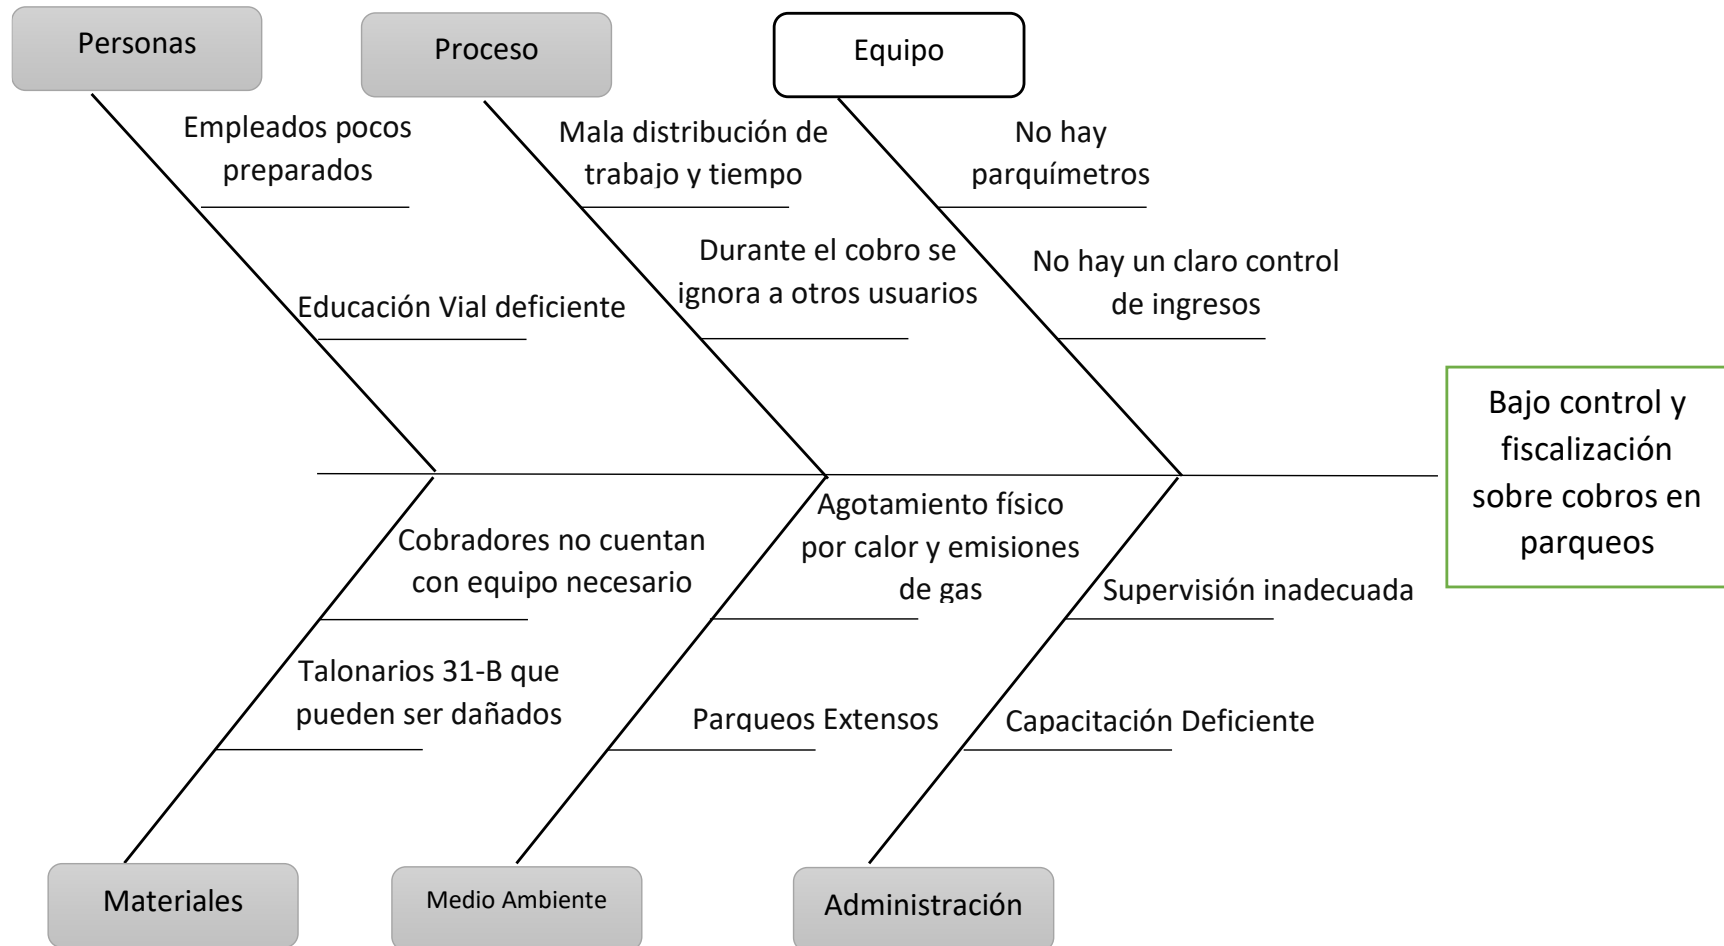 Personas
Proceso
Equipo
Empleados pocos
preparados
Mala distribución de
trabajo y tiempo
No hay
parquímetros
Educación Vial deficiente
Durante el cobro se
ignora a otros usuarios
No hay un claro control
de ingresos
Bajo control y
fiscalización
sobre cobros en
parqueos
Cobradores no cuentan
con equipo necesario
Agotamiento físico
por calor y emisiones
de gas
Supervisión inadecuada
Talonarios 31-B que
pueden ser dañados
Parqueos Extensos
Capacitación Deficiente
Materiales
Medio Ambiente
Administración